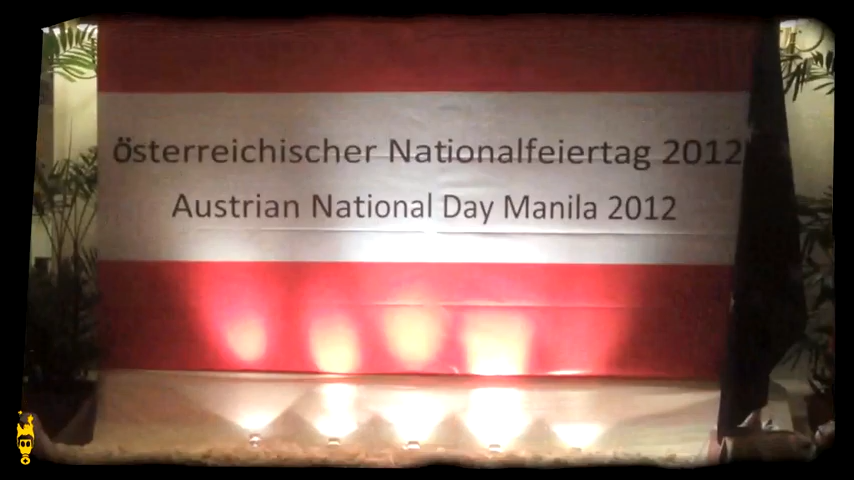 österreichischer Nationalfeiertag 2012
Austrian National Day Manila 2012